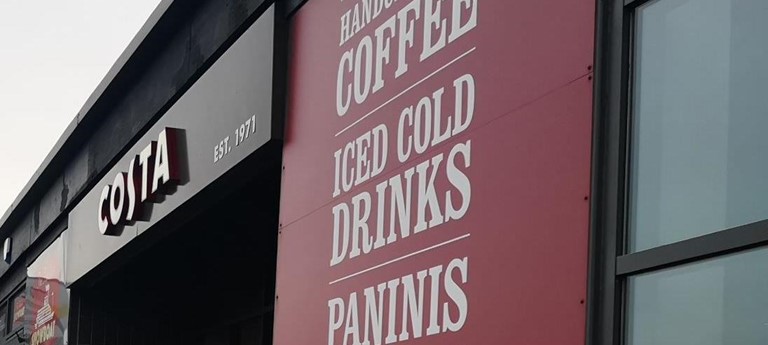 COSTA
EST. 1971
COFFEE
ICED COLD
DRINKS
PANINIS